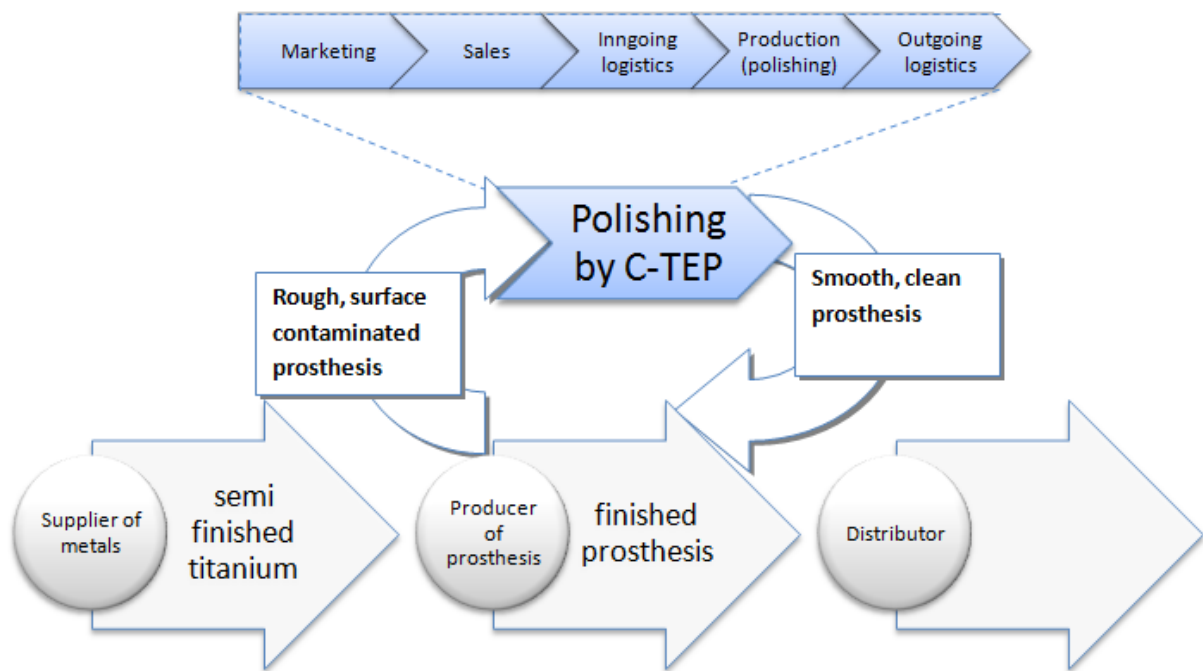 Marketing
Sales
Inngoing
logistics
Production
(polishing)
Outgoing
logistics
Polishing
by C-TEP
Rough, surface
contaminated
prosthesis
Smooth, clean
prosthesis
Supplier of
metals
semi
finished
titanium
Producer
of
prosthesis
finished
prosthesis
Distributor